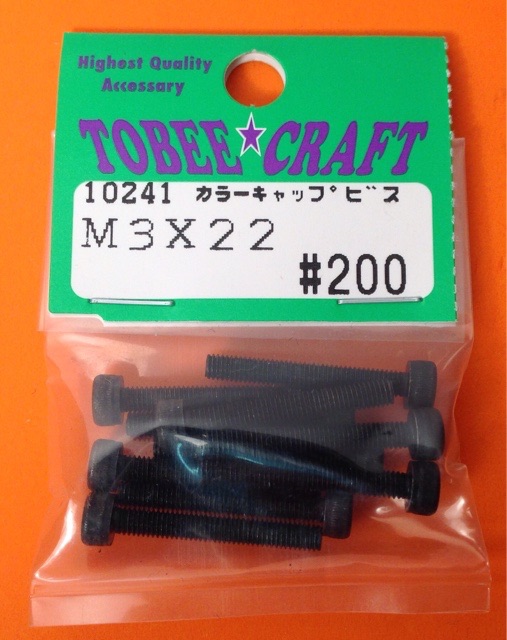 Highest Quality
Accessary
TOBEE★CRAFT
10241 カラーキャップビス
M3X22
#200